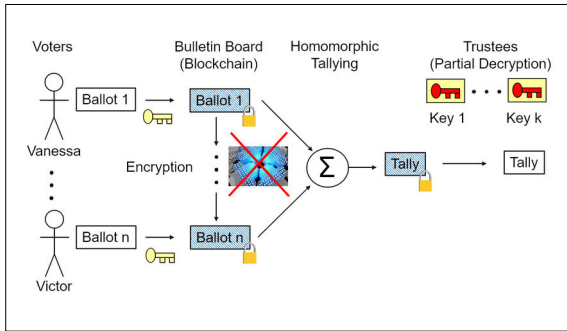 Voters
Bulletin Board
(Blockchain)
Homomorphic
Tallying
Trustees
(Partial Decryption)
Ballot 1
Ballot 1
Key 1
Key k
Vanessa
Encryption
Σ
Tally
Tally
Ballot n
Ballot n
Victor